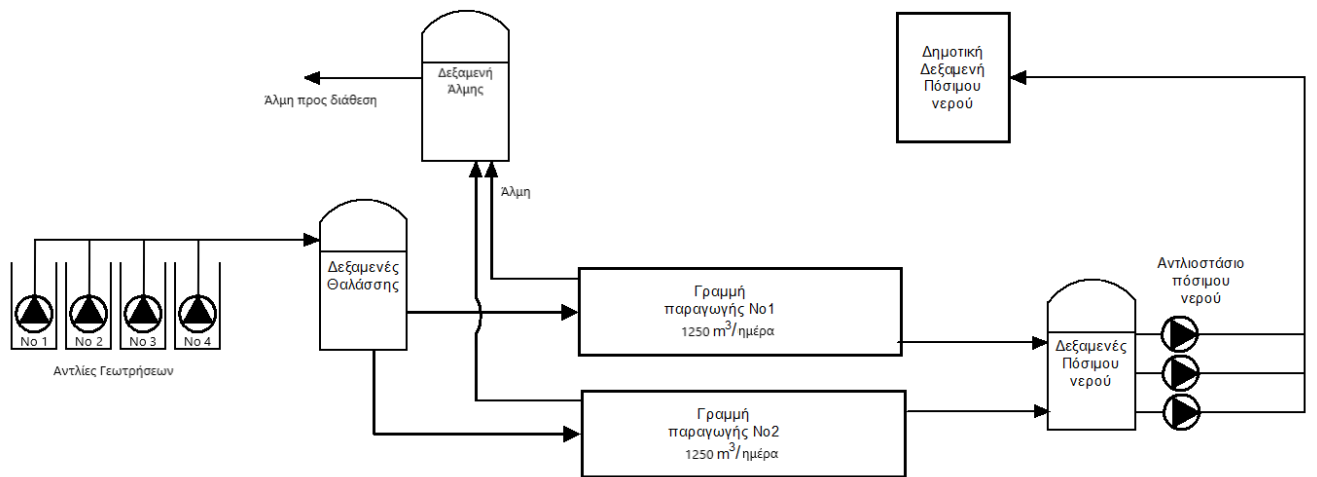 Δεξαμενή
Άλμης
Άλμη προς διάθεση
Δημοτική
Δεξαμενή
Πόσιμου
νερού
Άλμη
Δεξαμενές
Θαλάσσης
No 1
No 2
No 3
No 4
Αντλίες Γεωτρήσεων
Γραμμή
παραγωγής Νο1
1250 m³/ημέρα
Γραμμή
παραγωγής Νο2
1250 m³/ημέρα
Δεξαμενές
Πόσιμου
νερού
Αντλιοστάσιο
πόσιμου
νερού